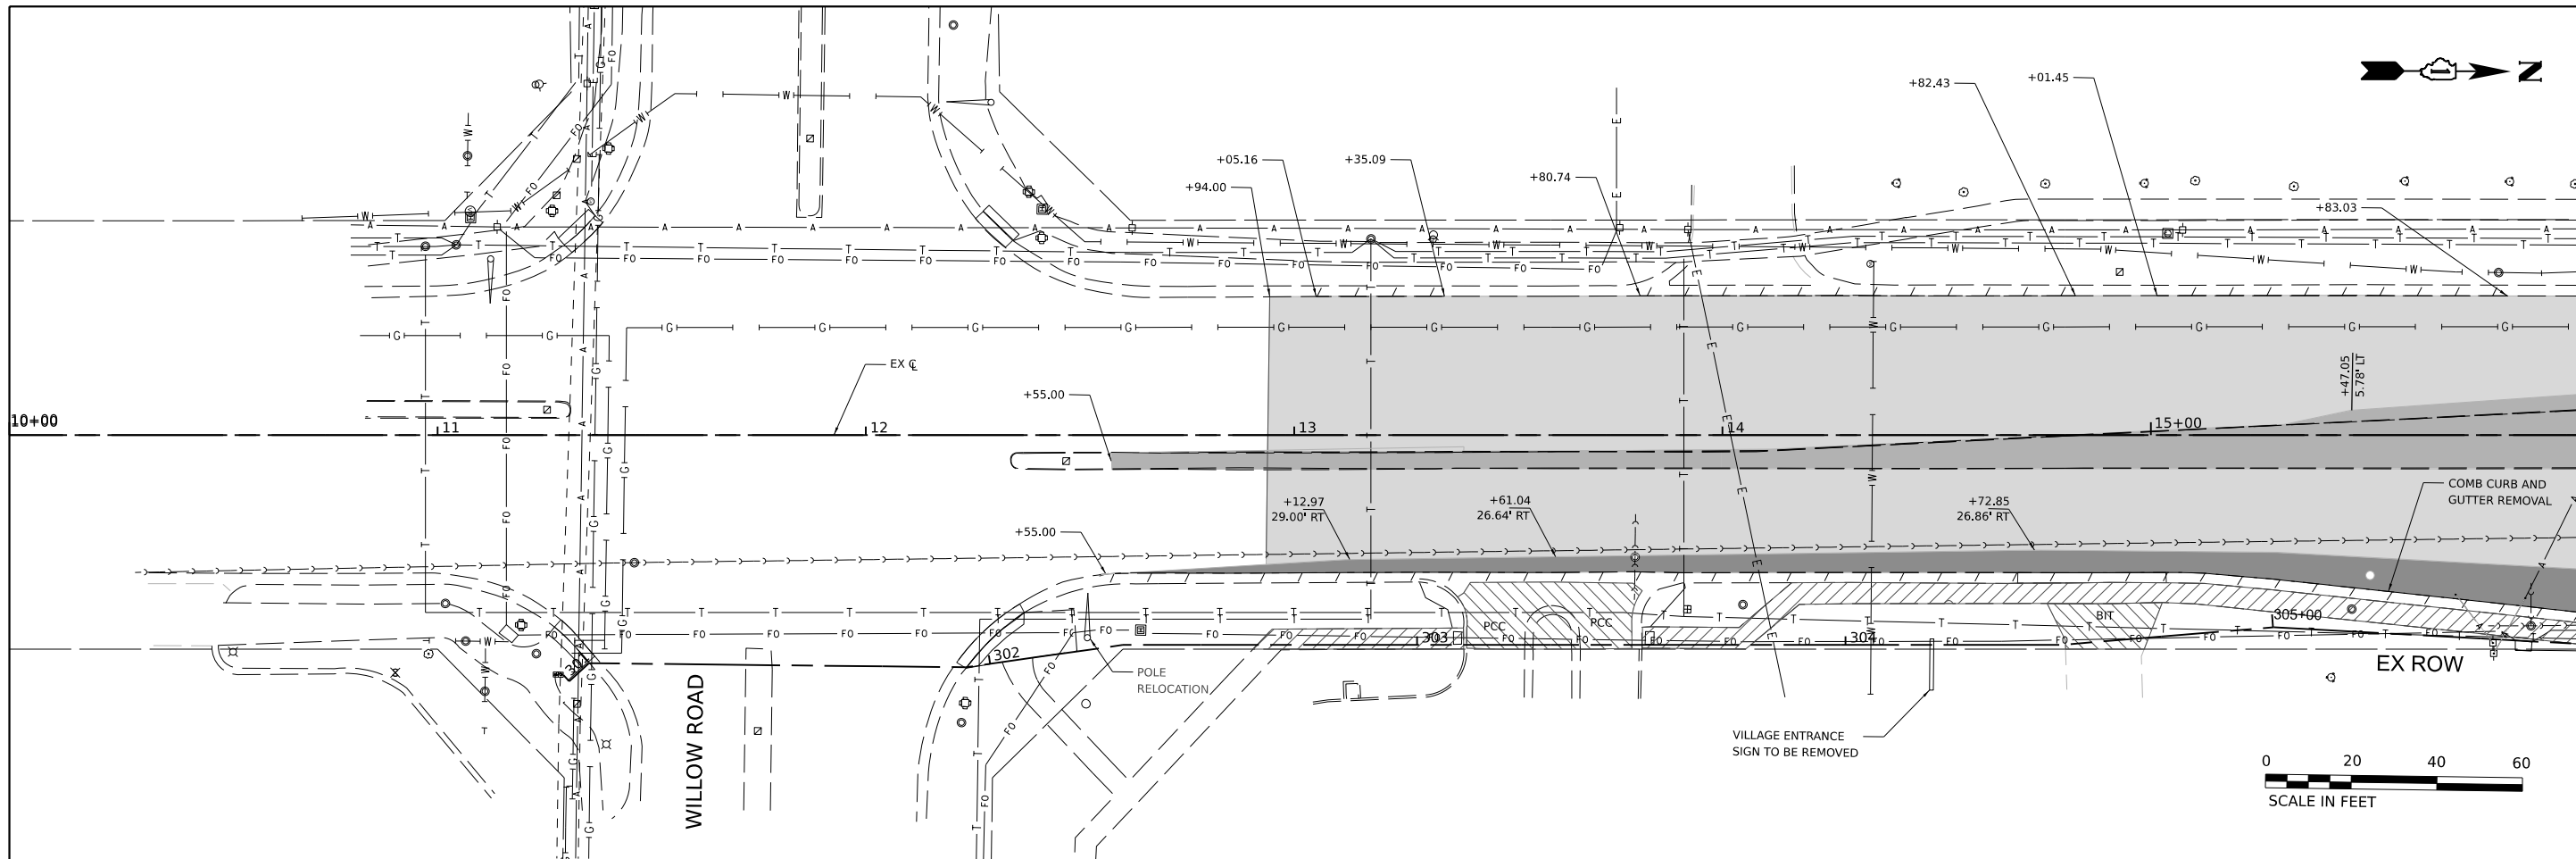 N
+82.43
+01.45
+05.16
+35.09
+94.00
+80.74
+83.03
EX ℄
+47.05
5.78' LT
+55.00
10+00
11
12
13
14
15+00
+12.97
29.00' RT
+61.04
26.64' RT
+72.85
26.86' RT
COMB CURB AND
GUTTER REMOVAL
+55.00
PCC
PCC
BIT
302
303
304
305+00
EX ROW
POLE
RELOCATION
WILLOW ROAD
VILLAGE ENTRANCE
SIGN TO BE REMOVED
0 20 40 60
SCALE IN FEET